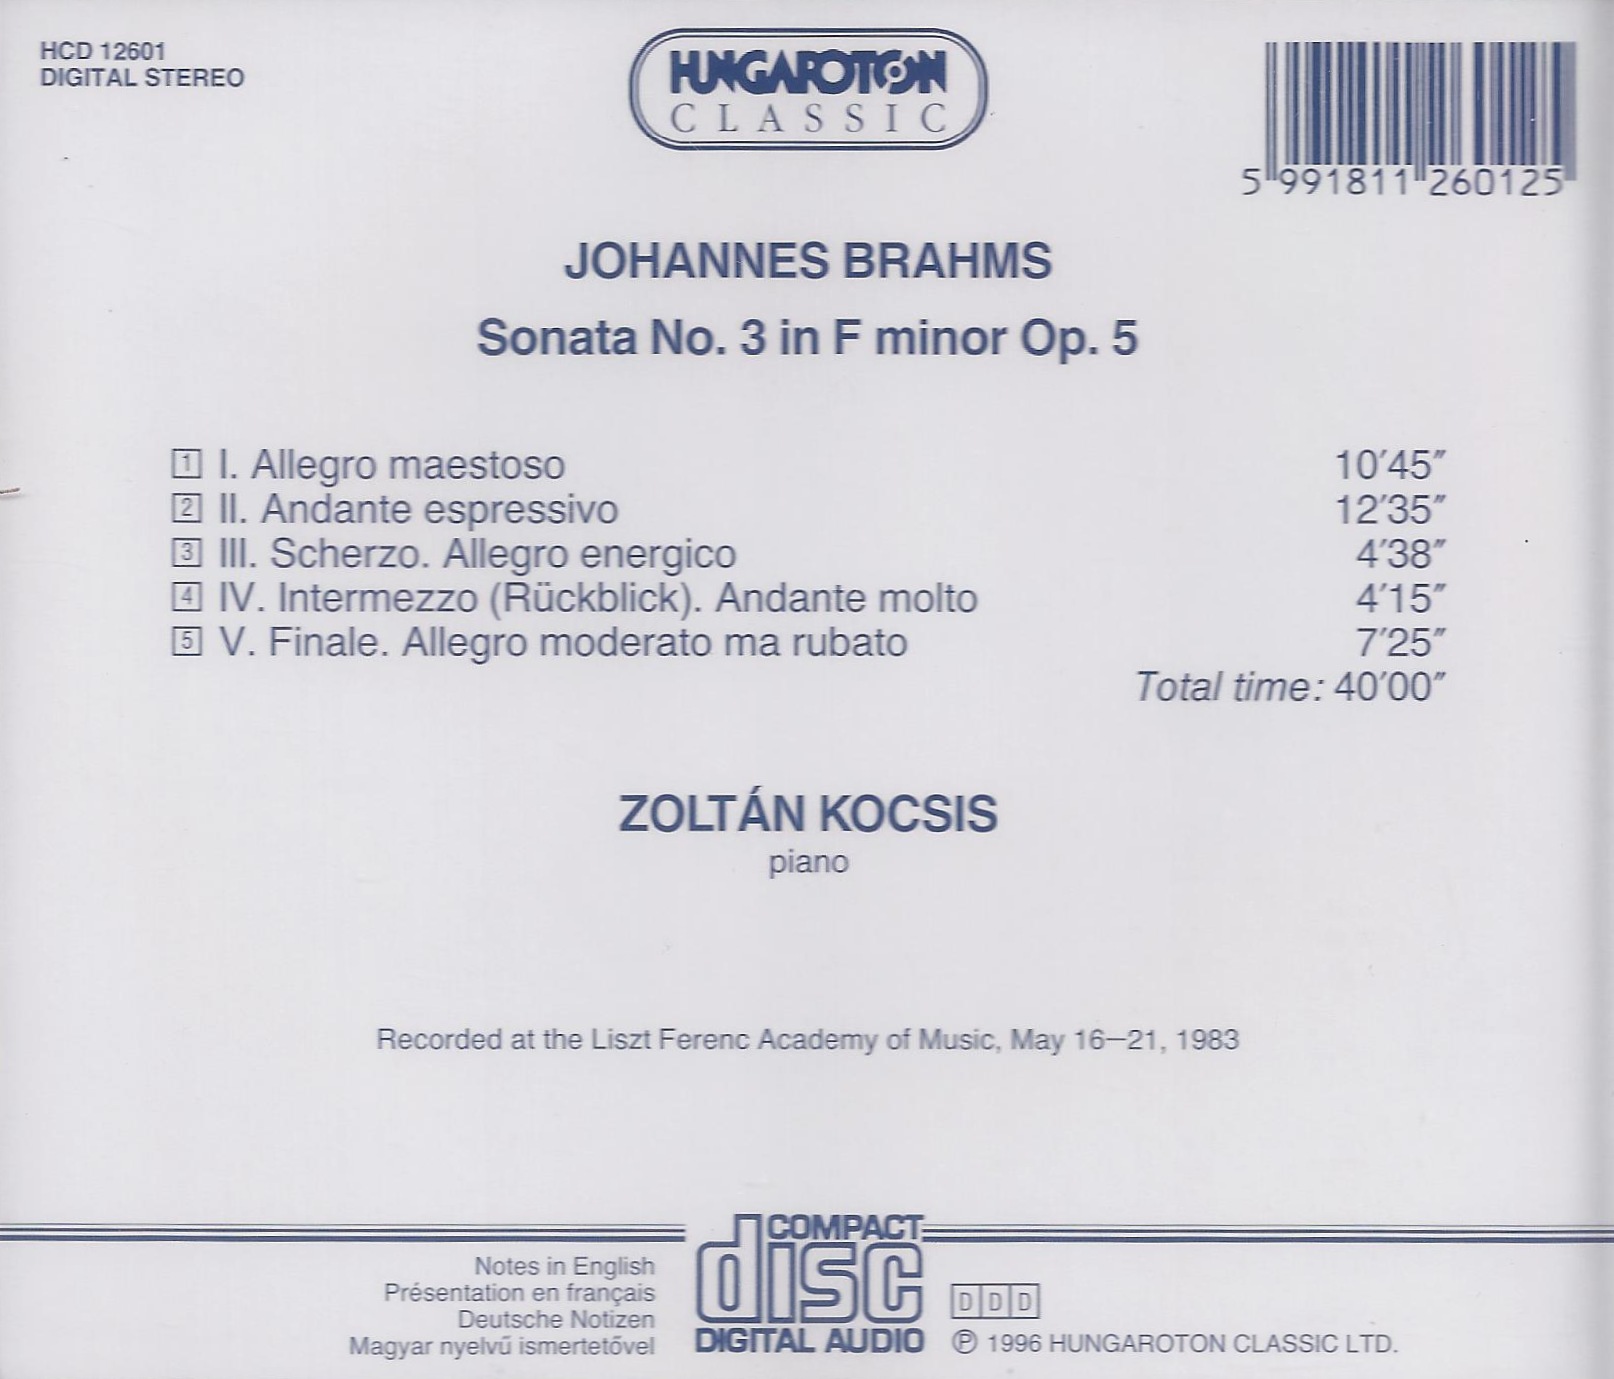 HCD 12601
DIGITAL STEREO
HUNGAROTON
CLASSIC
5 991811 260125
JOHANNES BRAHMS
Sonata No. 3 in F minor Op. 5
1 I. Allegro maestoso 10′45″
2 II. Andante espressivo 12′35″
3 III. Scherzo. Allegro energico 4′38″
4 IV. Intermezzo (Rückblick). Andante molto 4′15″
5 V. Finale. Allegro moderato ma rubato 7′25″
Total time: 40′00″
ZOLTÁN KOCSIS
piano
Recorded at the Liszt Ferenc Academy of Music, May 16–21, 1983
Notes in English
Présentation en français
Deutsche Notizen
Magyar nyelvű ismertetővel
COMPACT
disc
DIGITAL AUDIO
DDD
℗ 1996 HUNGAROTON CLASSIC LTD.